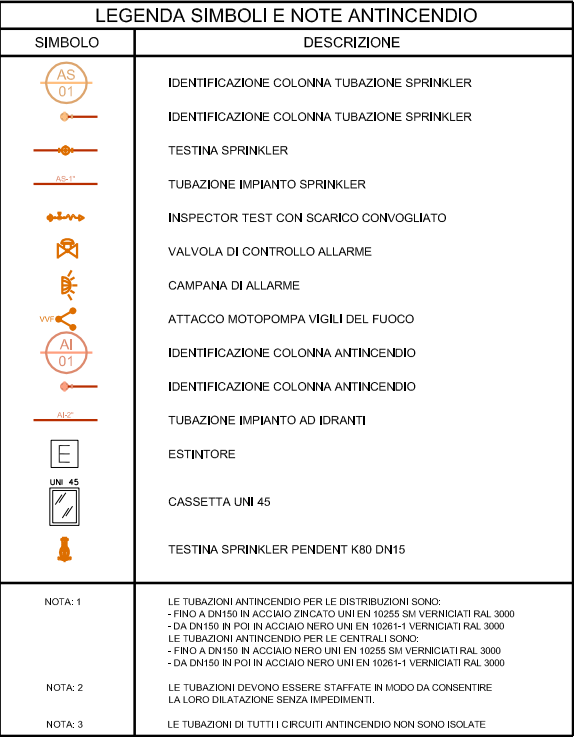 LEGENDA SIMBOLI E NOTE ANTINCENDIO
SIMBOLO DESCRIZIONE
AS
01
IDENTIFICAZIONE COLONNA TUBAZIONE SPRINKLER
IDENTIFICAZIONE COLONNA TUBAZIONE SPRINKLER
TESTINA SPRINKLER
AS-1" TUBAZIONE IMPIANTO SPRINKLER
INSPECTOR TEST CON SCARICO CONVOGLIATO
VALVOLA DI CONTROLLO ALLARME
CAMPANA DI ALLARME
VVF ATTACCO MOTOPOMPA VIGILI DEL FUOCO
AI
01
IDENTIFICAZIONE COLONNA ANTINCENDIO
IDENTIFICAZIONE COLONNA ANTINCENDIO
AI-2" TUBAZIONE IMPIANTO AD IDRANTI
E ESTINTORE
UNI 45
CASSETTA UNI 45
TESTINA SPRINKLER PENDENT K80 DN15
NOTA: 1 LE TUBAZIONI ANTINCENDIO PER LE DISTRIBUZIONI SONO:
- FINO A DN150 IN ACCIAIO ZINCATO UNI EN 10255 SM VERNICIATI RAL 3000
- DA DN150 IN POI IN ACCIAIO NERO UNI EN 10261-1 VERNICIATI RAL 3000
LE TUBAZIONI ANTINCENDIO PER LE CENTRALI SONO:
- FINO A DN150 IN ACCIAIO NERO UNI EN 10255 SM VERNICIATI RAL 3000
- DA DN150 IN POI IN ACCIAIO NERO UNI EN 10261-1 VERNICIATI RAL 3000
NOTA: 2 LE TUBAZIONI DEVONO ESSERE STAFFATE IN MODO DA CONSENTIRE
LA LORO DILATAZIONE SENZA IMPEDIMENTI.
NOTA: 3 LE TUBAZIONI DI TUTTI I CIRCUITI ANTINCENDIO NON SONO ISOLATE